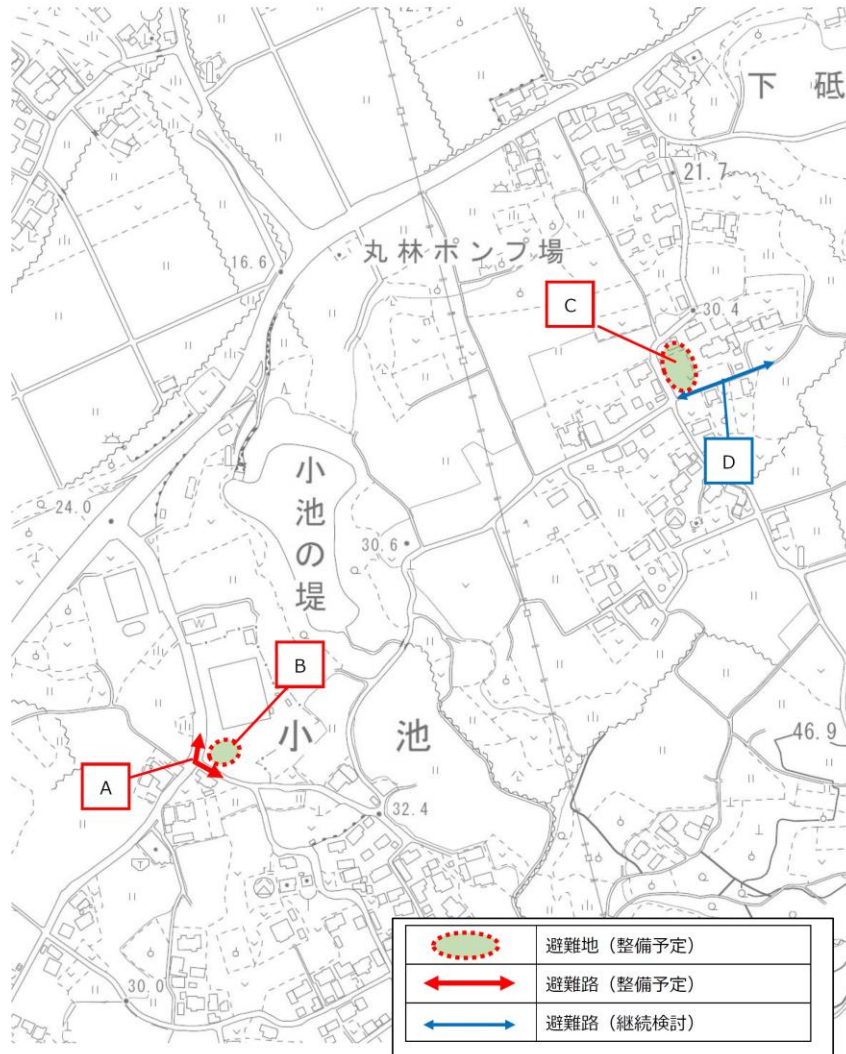 下 砥
21.7
丸林ポンプ場
16.6
C
30.4
D
小池の堤
24.0
30.6
B
W
小 池
46.9
A
32.4
30.0
避難地（整備予定）
避難路（整備予定）
避難路（継続検討）